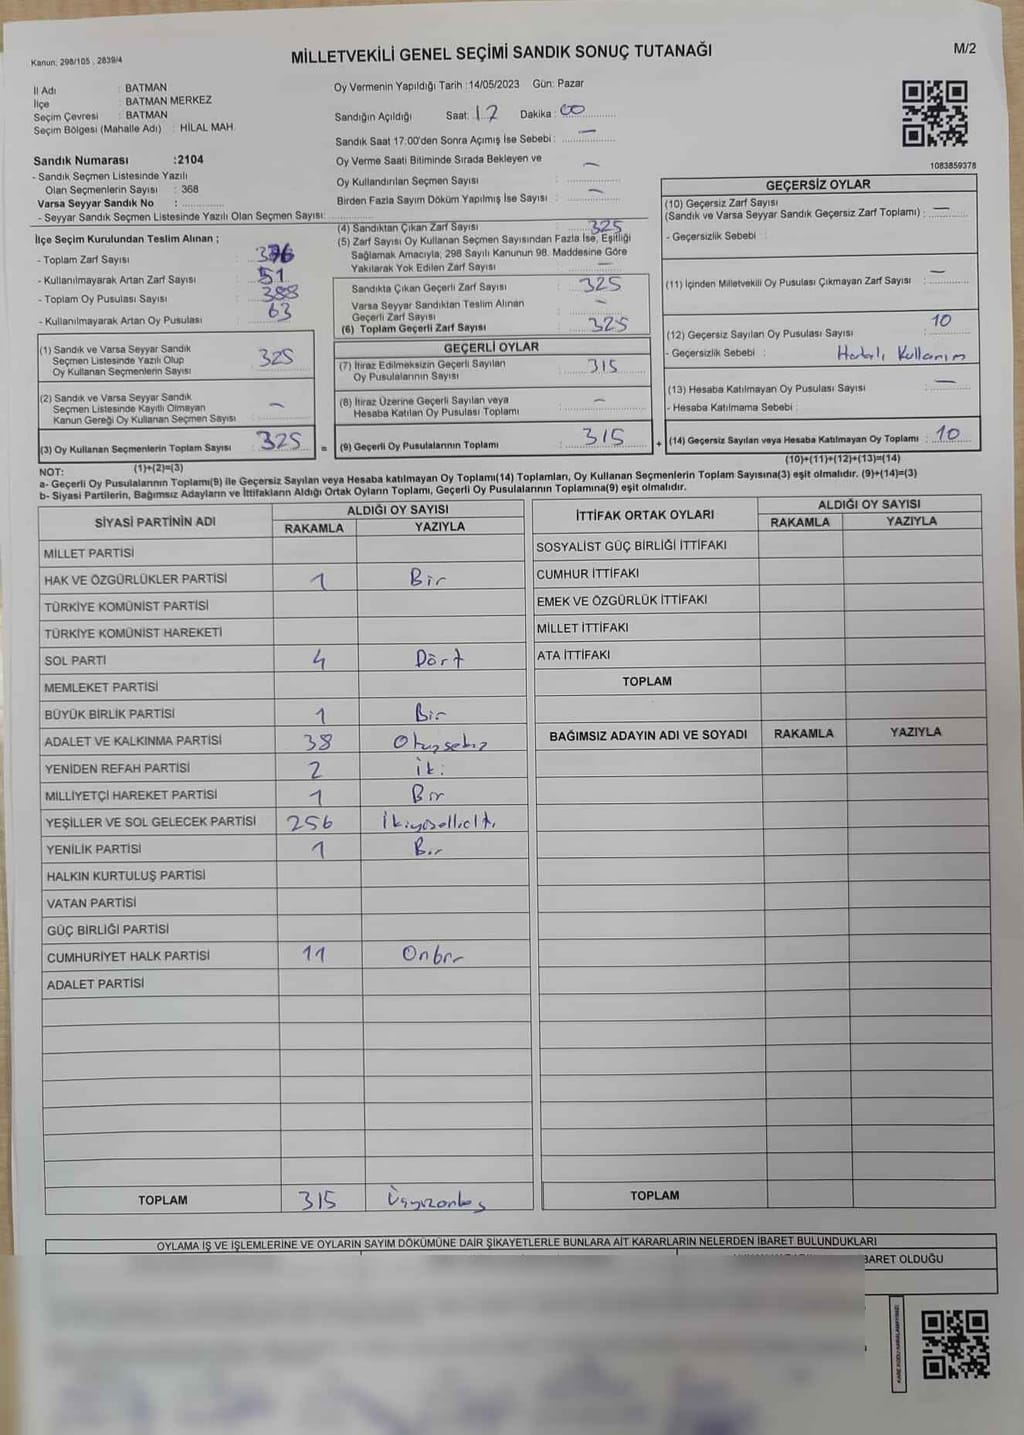 Kanun: 298/105 , 2839/4
MİLLETVEKİLİ GENEL SEÇİMİ SANDIK SONUÇ TUTANAĞI
M/2
İl Adı : BATMAN
İlçe : BATMAN MERKEZ
Seçim Çevresi : BATMAN
Seçim Bölgesi (Mahalle Adı) : HİLAL MAH.
Sandık Numarası :2104
- Sandık Seçmen Listesinde Yazılı
Olan Seçmenlerin Sayısı : 368
Varsa Seyyar Sandık No :
- Seyyar Sandık Seçmen Listesinde Yazılı Olan Seçmen Sayısı:
Oy Vermenin Yapıldığı Tarih :14/05/2023 Gün: Pazar
Sandığın Açıldığı Saat: 17 Dakika : 00
Sandık Saat 17:00'den Sonra Açımış İse Sebebi : —
Oy Verme Saati Bitiminde Sırada Bekleyen ve
Oy Kullandırılan Seçmen Sayısı —
Birden Fazla Sayım Döküm Yapılmış İse Sayısı : —
1083859378
İlçe Seçim Kurulundan Teslim Alınan ;
- Toplam Zarf Sayısı : 376
- Kullanılmayarak Artan Zarf Sayısı : 51
- Toplam Oy Pusulası Sayısı : 388
- Kullanılmayarak Artan Oy Pusulası : 63
(1) Sandık ve Varsa Seyyar Sandık
Seçmen Listesinde Yazılı Olup
Oy Kullanan Seçmenlerin Sayısı : 325
(2) Sandık ve Varsa Seyyar Sandık
Seçmen Listesinde Kayıtlı Olmayan
Kanun Gereği Oy Kullanan Seçmen Sayısı : —
(3) Oy Kullanan Seçmenlerin Toplam Sayısı 325
(1)+(2)=(3)
(4) Sandıktan Çıkan Zarf Sayısı : 325
(5) Zarf Sayısı Oy Kullanan Seçmen Sayısından Fazla İse, Eşitliği
Sağlamak Amacıyla, 298 Sayılı Kanunun 98. Maddesine Göre
Yakılarak Yok Edilen Zarf Sayısı : —
Sandıkta Çıkan Geçerli Zarf Sayısı : 325
Varsa Seyyar Sandıktan Teslim Alınan
Geçerli Zarf Sayısı : —
(6) Toplam Geçerli Zarf Sayısı : 325
GEÇERLİ OYLAR
(7) İtiraz Edilmeksizin Geçerli Sayılan
Oy Pusulalarının Sayısı : 315
(8) İtiraz Üzerine Geçerli Sayılan veya
Hesaba Katılan Oy Pusulası Toplamı : —
= (9) Geçerli Oy Pusulalarının Toplamı : 315
GEÇERSİZ OYLAR
(10) Geçersiz Zarf Sayısı
(Sandık ve Varsa Seyyar Sandık Geçersiz Zarf Toplamı) : —
- Geçersizlik Sebebi :
(11) İçinden Milletvekili Oy Pusulası Çıkmayan Zarf Sayısı : —
(12) Geçersiz Sayılan Oy Pusulası Sayısı : 10
- Geçersizlik Sebebi : Hatalı Kullanım
(13) Hesaba Katılmayan Oy Pusulası Sayısı : —
- Hesaba Katılmama Sebebi :
+ (14) Geçersiz Sayılan veya Hesaba Katılmayan Oy Toplamı : 10
(10)+(11)+(12)+(13)=(14)
NOT:
a- Geçerli Oy Pusulalarının Toplamı(9) ile Geçersiz Sayılan veya Hesaba katılmayan Oy Toplamı(14) Toplamları, Oy Kullanan Seçmenlerin Toplam Sayısına(3) eşit olmalıdır. (9)+(14)=(3)
b- Siyasi Partilerin, Bağımsız Adayların ve İttifakların Aldığı Ortak Oyların Toplamı, Geçerli Oy Pusulalarının Toplamına(9) eşit olmalıdır.
SİYASİ PARTİNİN ADI ALDIĞI OY SAYISI
RAKAMLA YAZIYLA
MİLLET PARTİSİ
HAK VE ÖZGÜRLÜKLER PARTİSİ 1 Bir
TÜRKİYE KOMÜNİST PARTİSİ
TÜRKİYE KOMÜNİST HAREKETİ
SOL PARTİ 4 Dört
MEMLEKET PARTİSİ
BÜYÜK BİRLİK PARTİSİ 1 Bir
ADALET VE KALKINMA PARTİSİ 38 Otuzsekiz
YENİDEN REFAH PARTİSİ 2 iki
MİLLİYETÇİ HAREKET PARTİSİ 1 Bir
YEŞİLLER VE SOL GELECEK PARTİSİ 256 İkiyüzellialtı
YENİLİK PARTİSİ 1 Bir
HALKIN KURTULUŞ PARTİSİ
VATAN PARTİSİ
GÜÇ BİRLİĞİ PARTİSİ
CUMHURİYET HALK PARTİSİ 11 Onbir
ADALET PARTİSİ
TOPLAM 315 Üçyüzonbeş
İTTİFAK ORTAK OYLARI ALDIĞI OY SAYISI
RAKAMLA YAZIYLA
SOSYALİST GÜÇ BİRLİĞİ İTTİFAKI
CUMHUR İTTİFAKI
EMEK VE ÖZGÜRLÜK İTTİFAKI
MİLLET İTTİFAKI
ATA İTTİFAKI
TOPLAM
BAĞIMSIZ ADAYIN ADI VE SOYADI RAKAMLA YAZIYLA
TOPLAM
OYLAMA İŞ VE İŞLEMLERİNE VE OYLARIN SAYIM DÖKÜMÜNE DAİR ŞİKAYETLERLE BUNLARA AİT KARARLARIN NELERDEN İBARET BULUNDUKLARI
BARET OLDUĞU